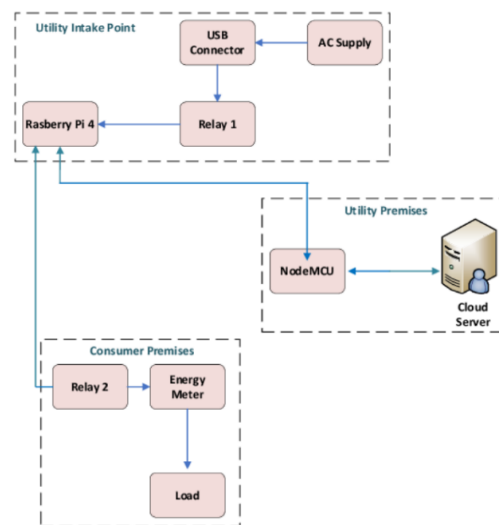 Utility Intake Point
USB
Connector
AC Supply
Rasberry Pi 4
Relay 1
Utility Premises
NodeMCU
Cloud
Server
Consumer Premises
Relay 2
Energy
Meter
Load